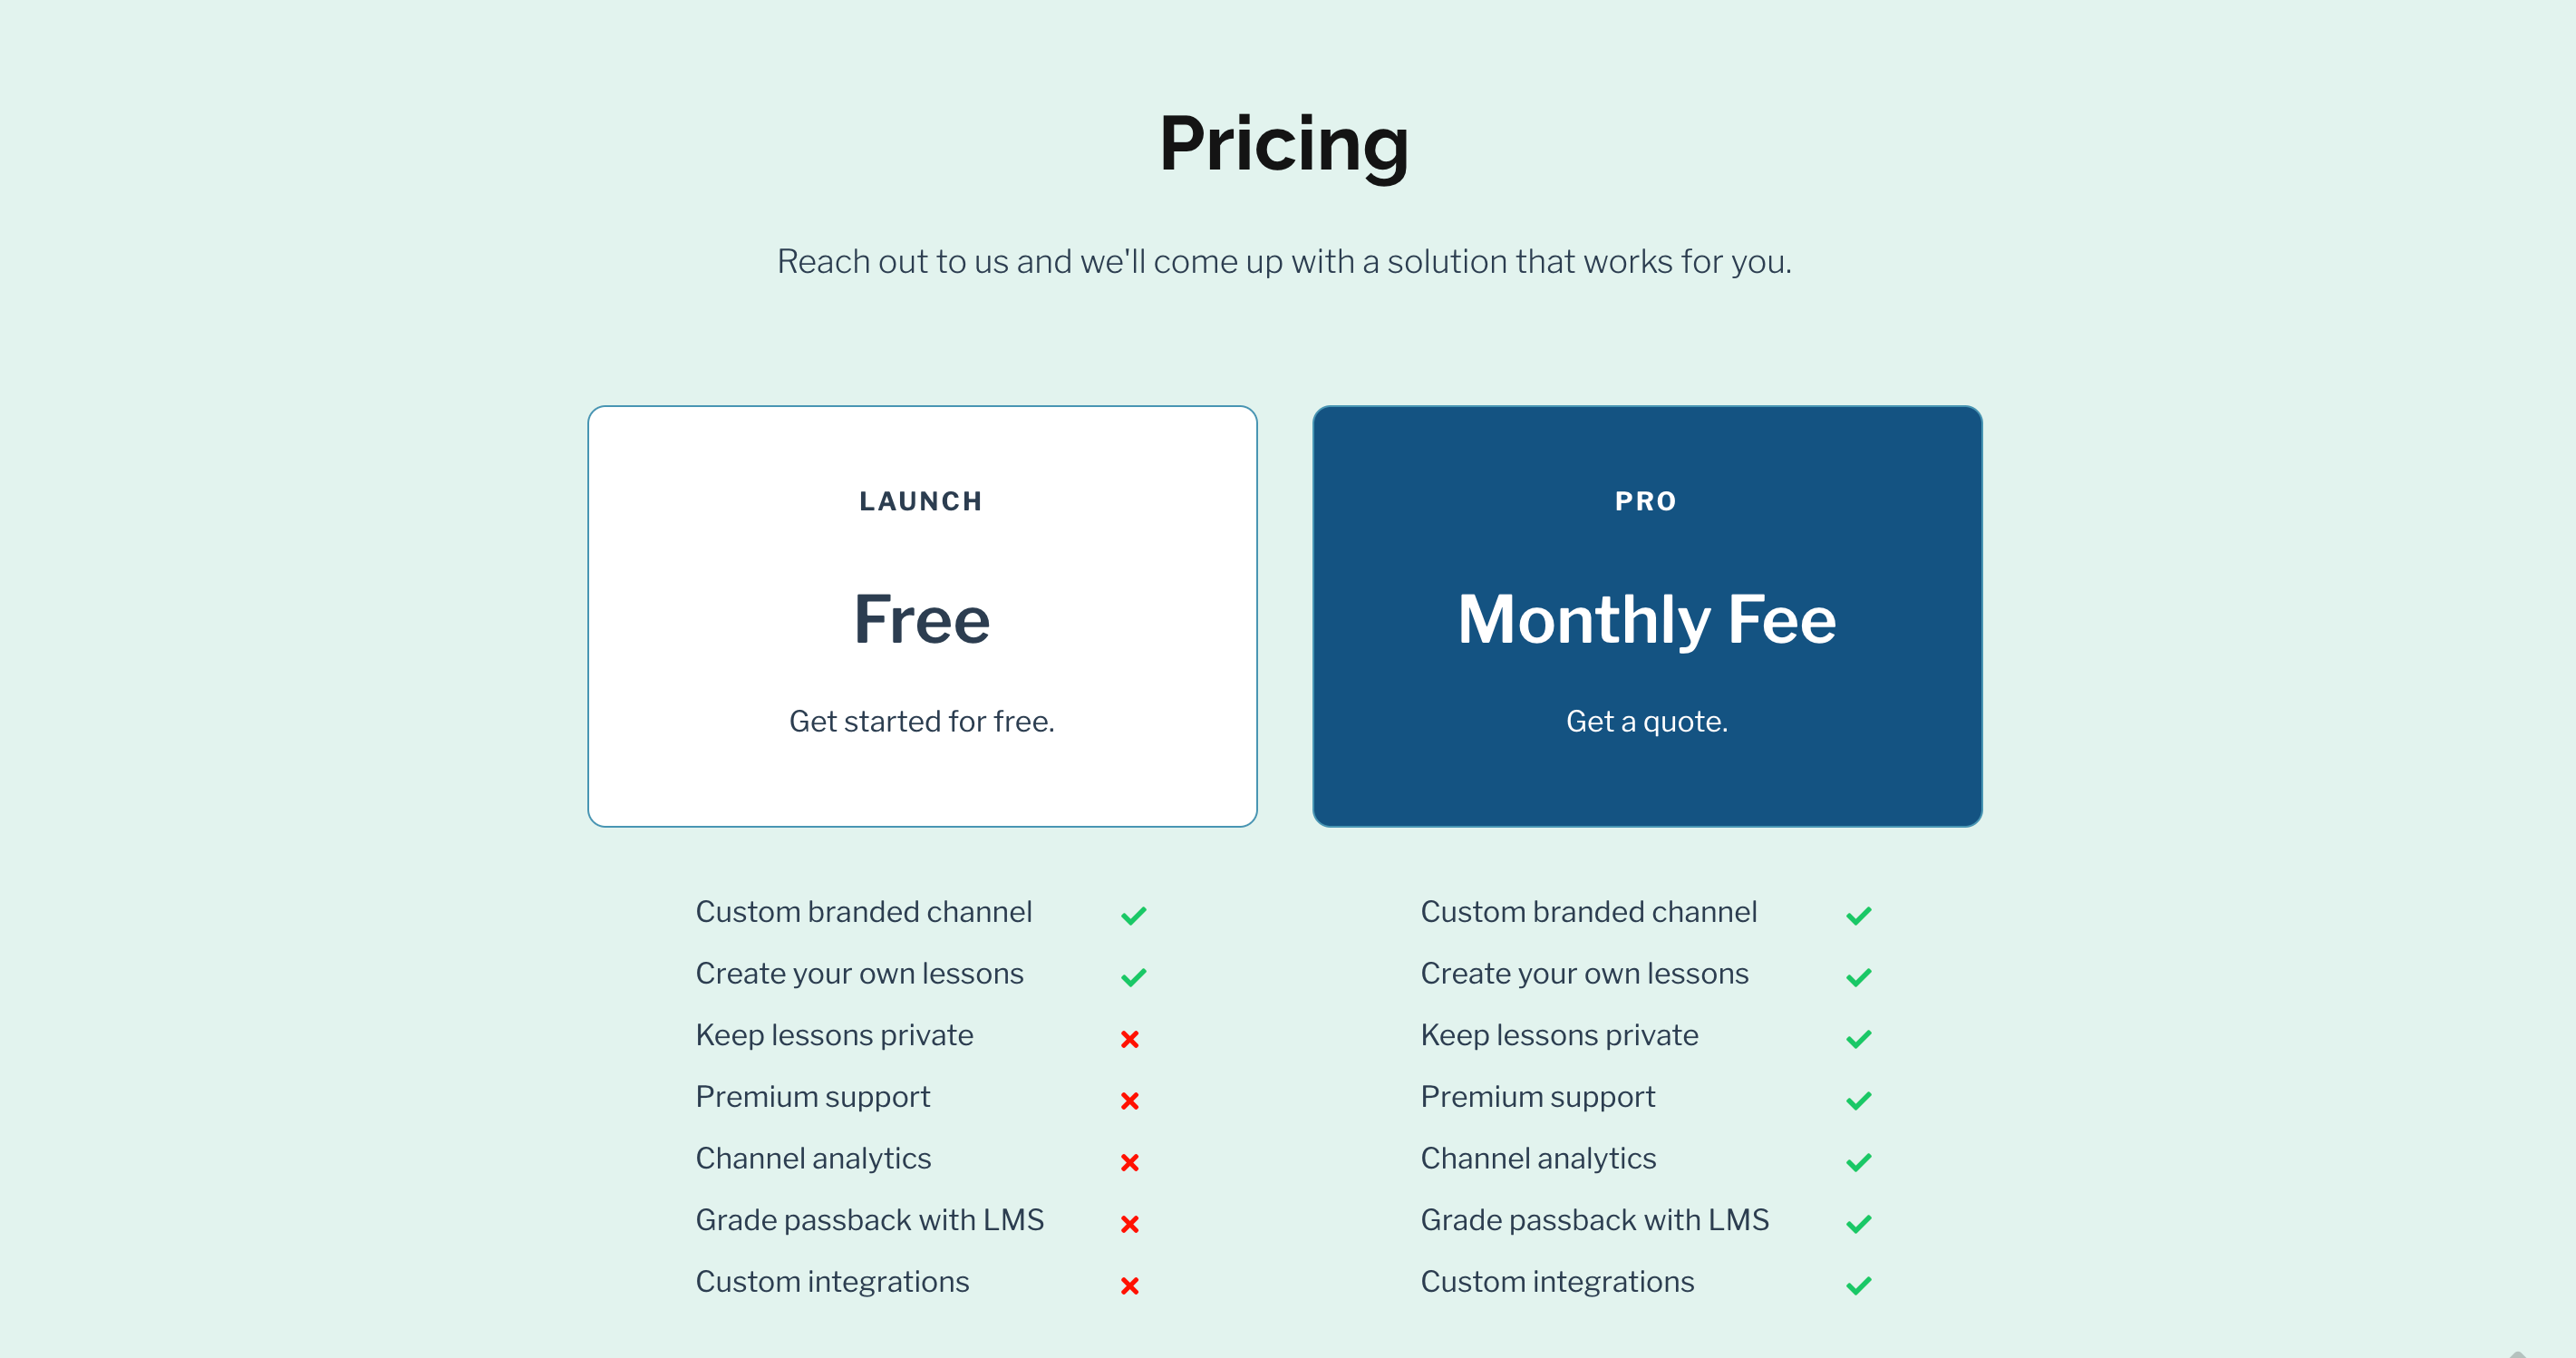 Pricing
Reach out to us and we'll come up with a solution that works for you.
LAUNCH
Free
Get started for free.
Custom branded channel
Create your own lessons
Keep lessons private
Premium support
Channel analytics
Grade passback with LMS
Custom integrations
PRO
Monthly Fee
Get a quote.
Custom branded channel
Create your own lessons
Keep lessons private
Premium support
Channel analytics
Grade passback with LMS
Custom integrations